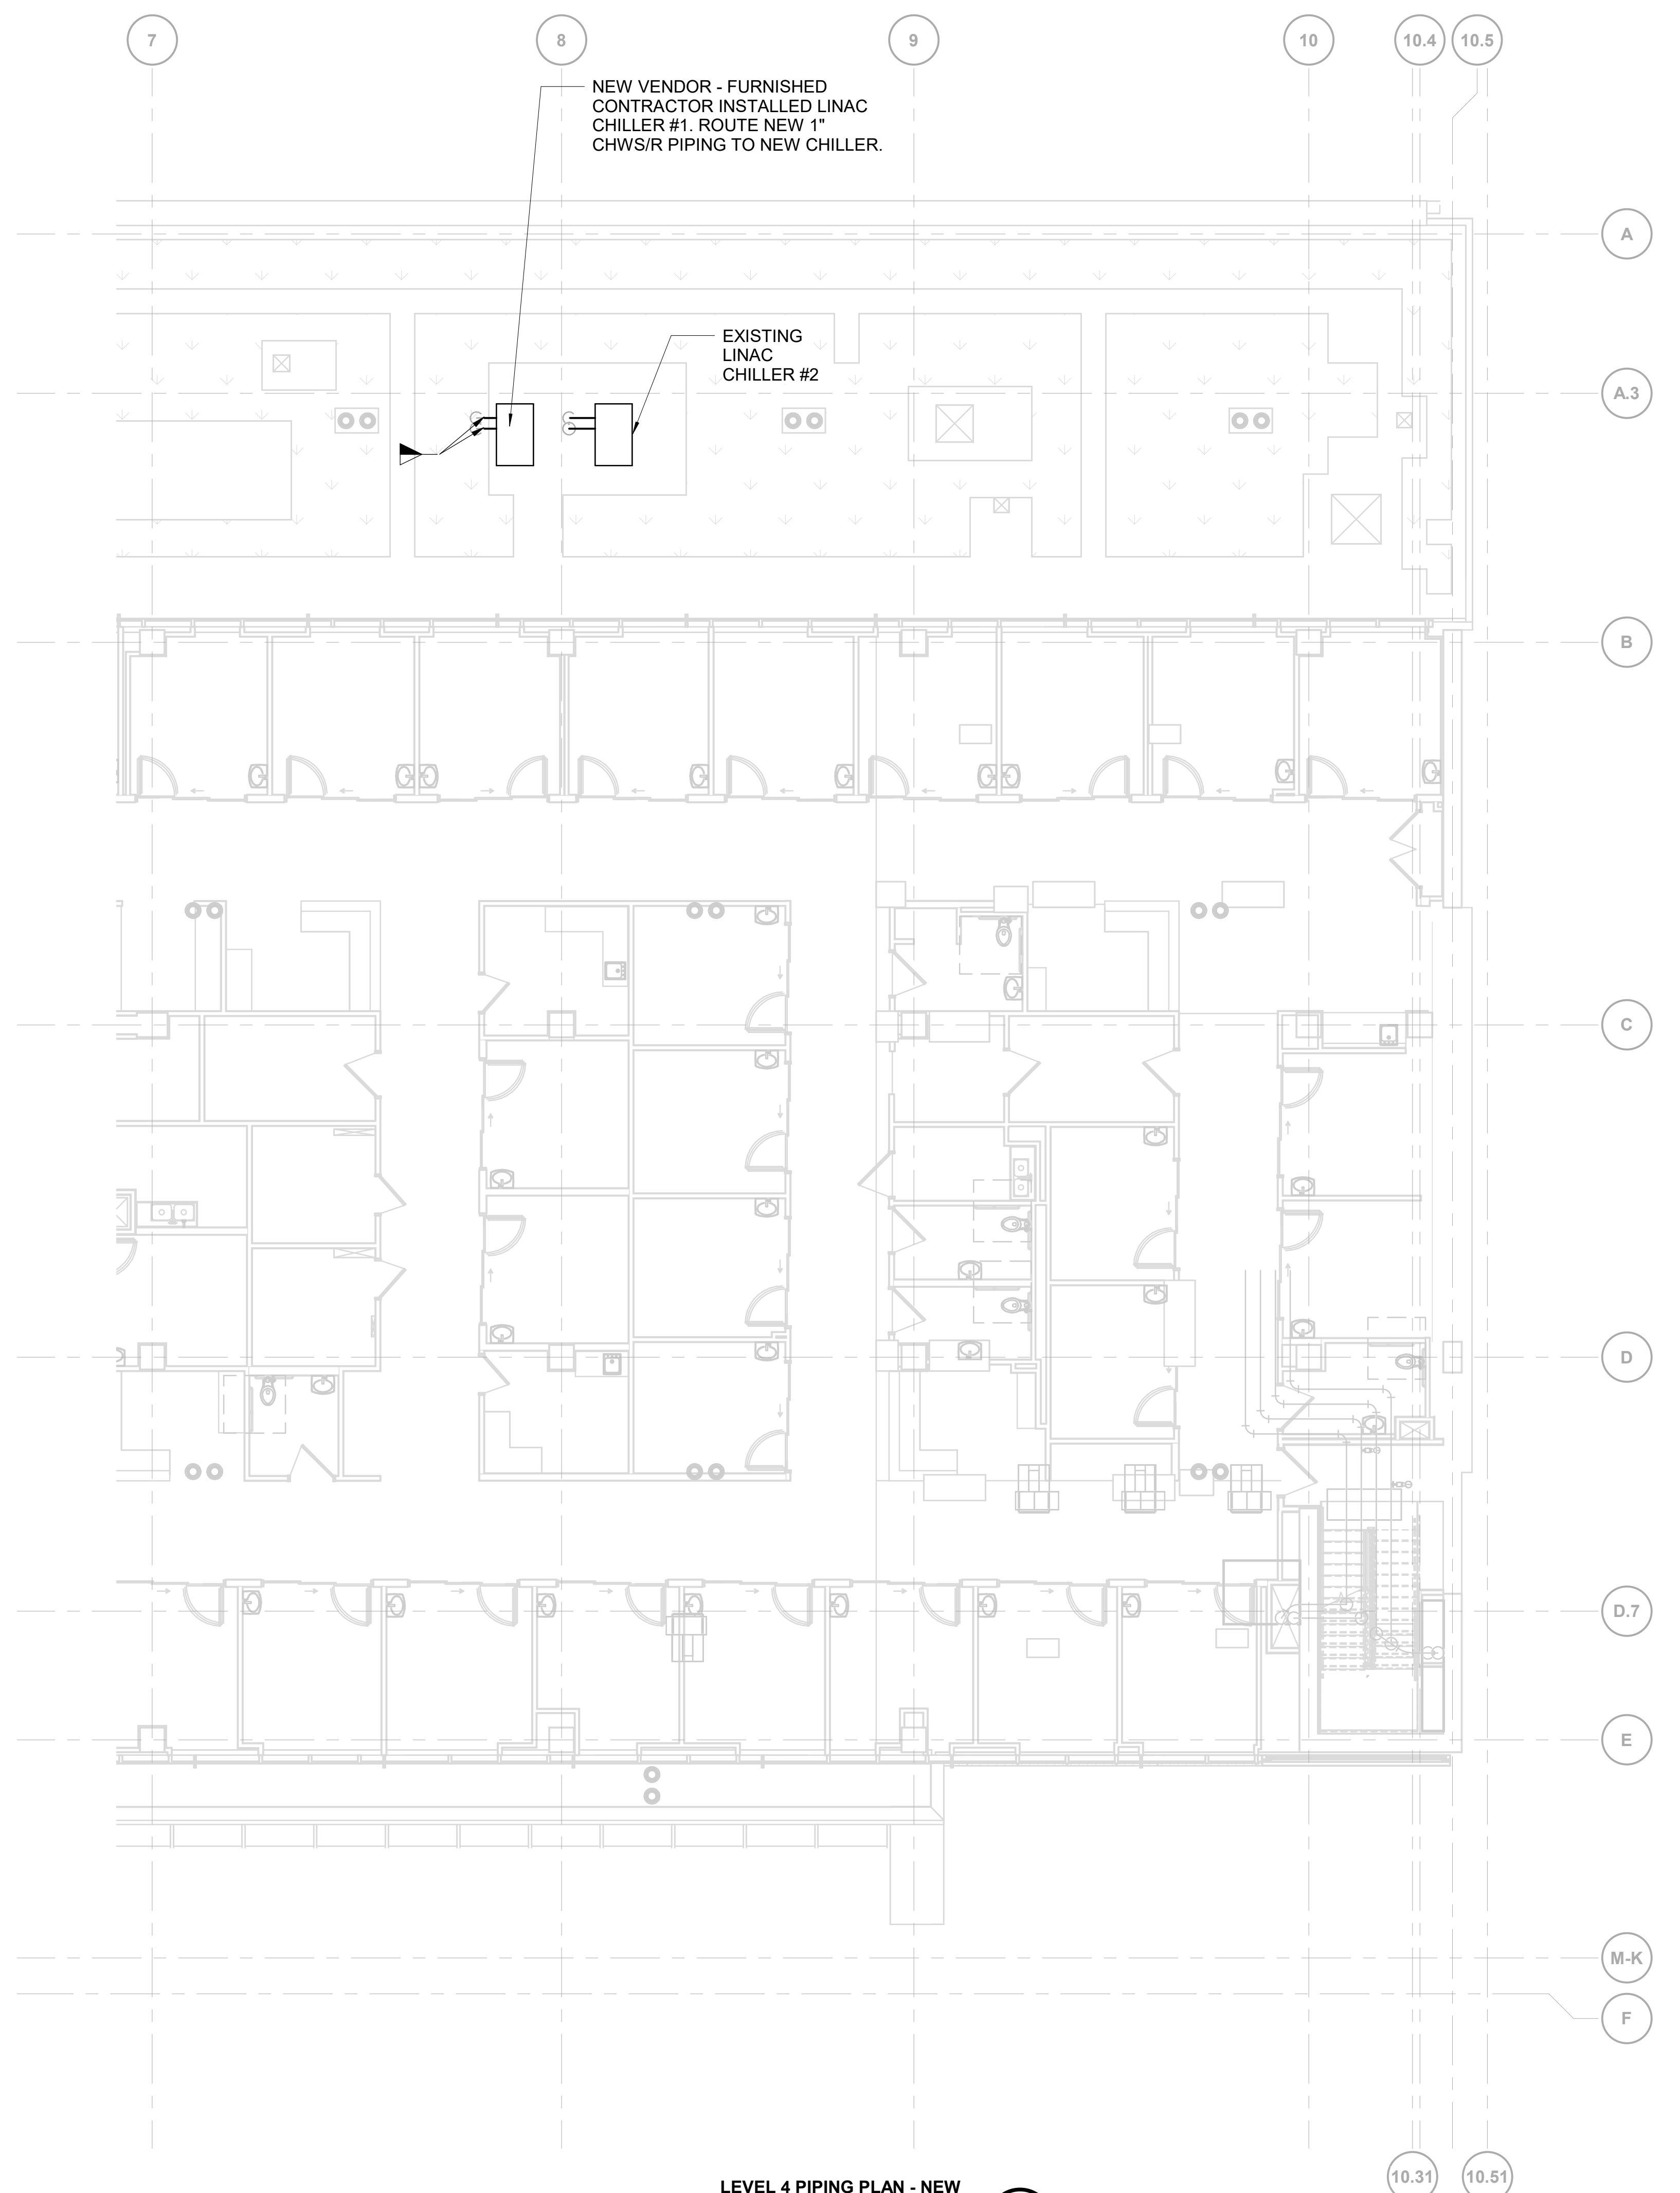 7
8
9
10
10.4
10.5
NEW VENDOR - FURNISHED
CONTRACTOR INSTALLED LINAC
CHILLER #1. ROUTE NEW 1"
CHWS/R PIPING TO NEW CHILLER.
A
EXISTING
LINAC
CHILLER #2
A.3
B
C
D
D.7
E
M-K
F
10.31
10.51
LEVEL 4 PIPING PLAN - NEW